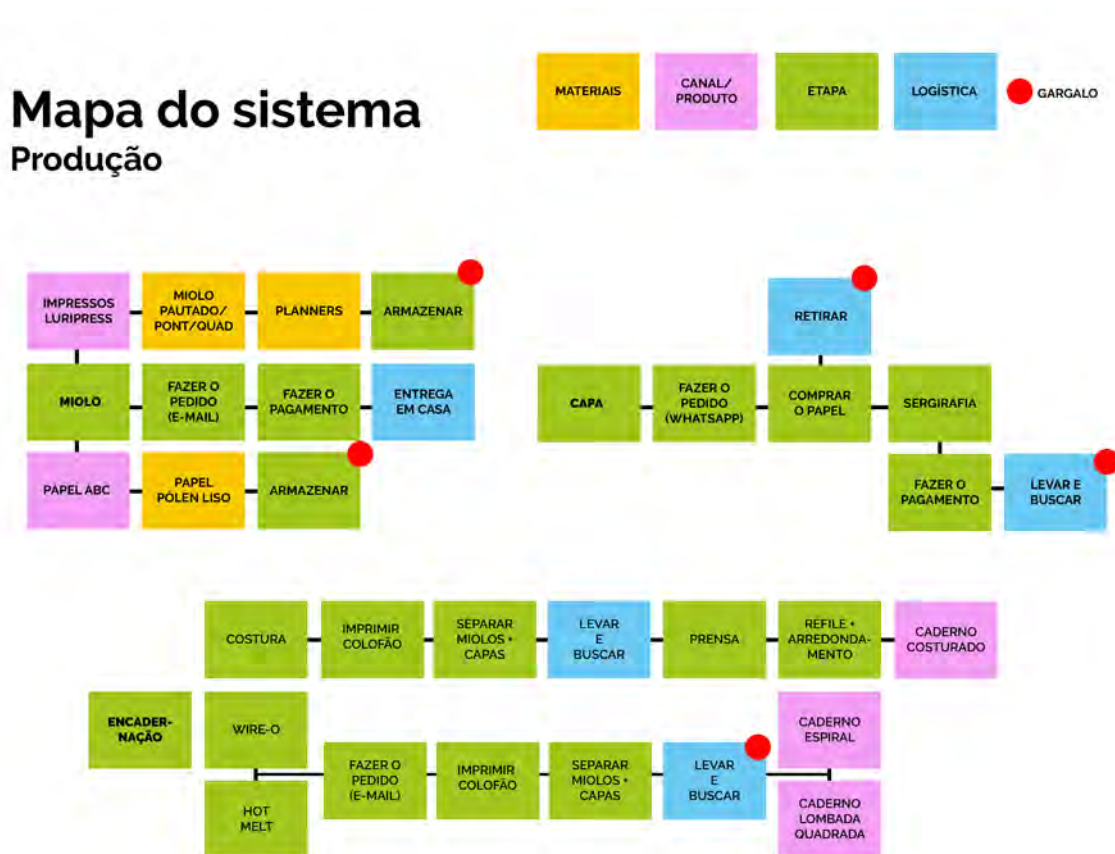 MATERIAIS
CANAL/
PRODUTO
ETAPA
LOGÍSTICA
GARGALO
Mapa do sistema
Produção
IMPRESSOS
LURIPRESS
MIOLO
PAUTADO/
PONT/QUAD
PLANNERS
ARMAZENAR
MIOLO
FAZER O
PEDIDO
(E-MAIL)
FAZER O
PAGAMENTO
ENTREGA
EM CASA
PAPEL ABC
PAPEL
PÓLEN LISO
ARMAZENAR
RETIRAR
CAPA
FAZER O
PEDIDO
(WHATSAPP)
COMPRAR
O PAPEL
SERGIRAFIA
FAZER O
PAGAMENTO
LEVAR E
BUSCAR
COSTURA
IMPRIMIR
COLOFÃO
SEPARAR
MIOLOS +
CAPAS
LEVAR
E
BUSCAR
PRENSA
REFILE +
ARREDONDA-
MENTO
CADERNO
COSTURADO
ENCADER-
NAÇÃO
WIRE-O
HOT
MELT
FAZER O
PEDIDO
(E-MAIL)
IMPRIMIR
COLOFÃO
SEPARAR
MIOLOS +
CAPAS
LEVAR
E
BUSCAR
CADERNO
ESPIRAL
CADERNO
LOMBADA
QUADRADA